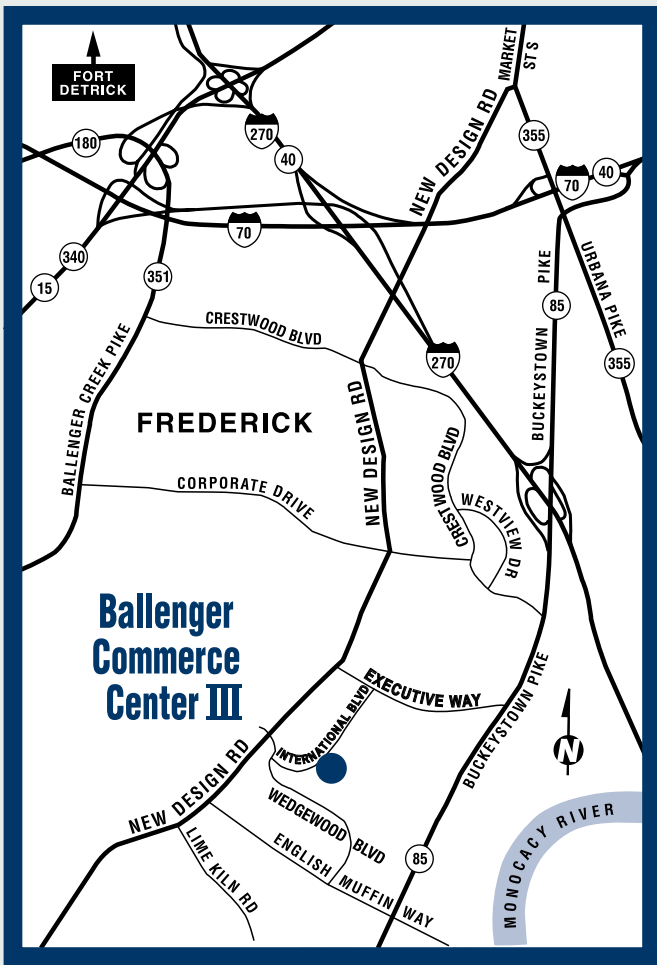 FORT
DETRICK
MARKET
ST S
NEW DESIGN RD
180
270
40
355
70
40
70
340
15
351
PIKE
85
URBANA PIKE
CRESTWOOD BLVD
270
355
BALLENGER CREEK PIKE
BUCKEYSTOWN
FREDERICK
NEW DESIGN RD
CRESTWOOD BLVD
CORPORATE DRIVE
WESTVIEW DR
Ballenger
Commerce
Center III
EXECUTIVE WAY
INTERNATIONAL BLVD
BUCKEYSTOWN PIKE
N
NEW DESIGN RD
WEDGEWOOD BLVD
MONOCACY RIVER
LIME KILN RD
ENGLISH MUFFIN WAY
85